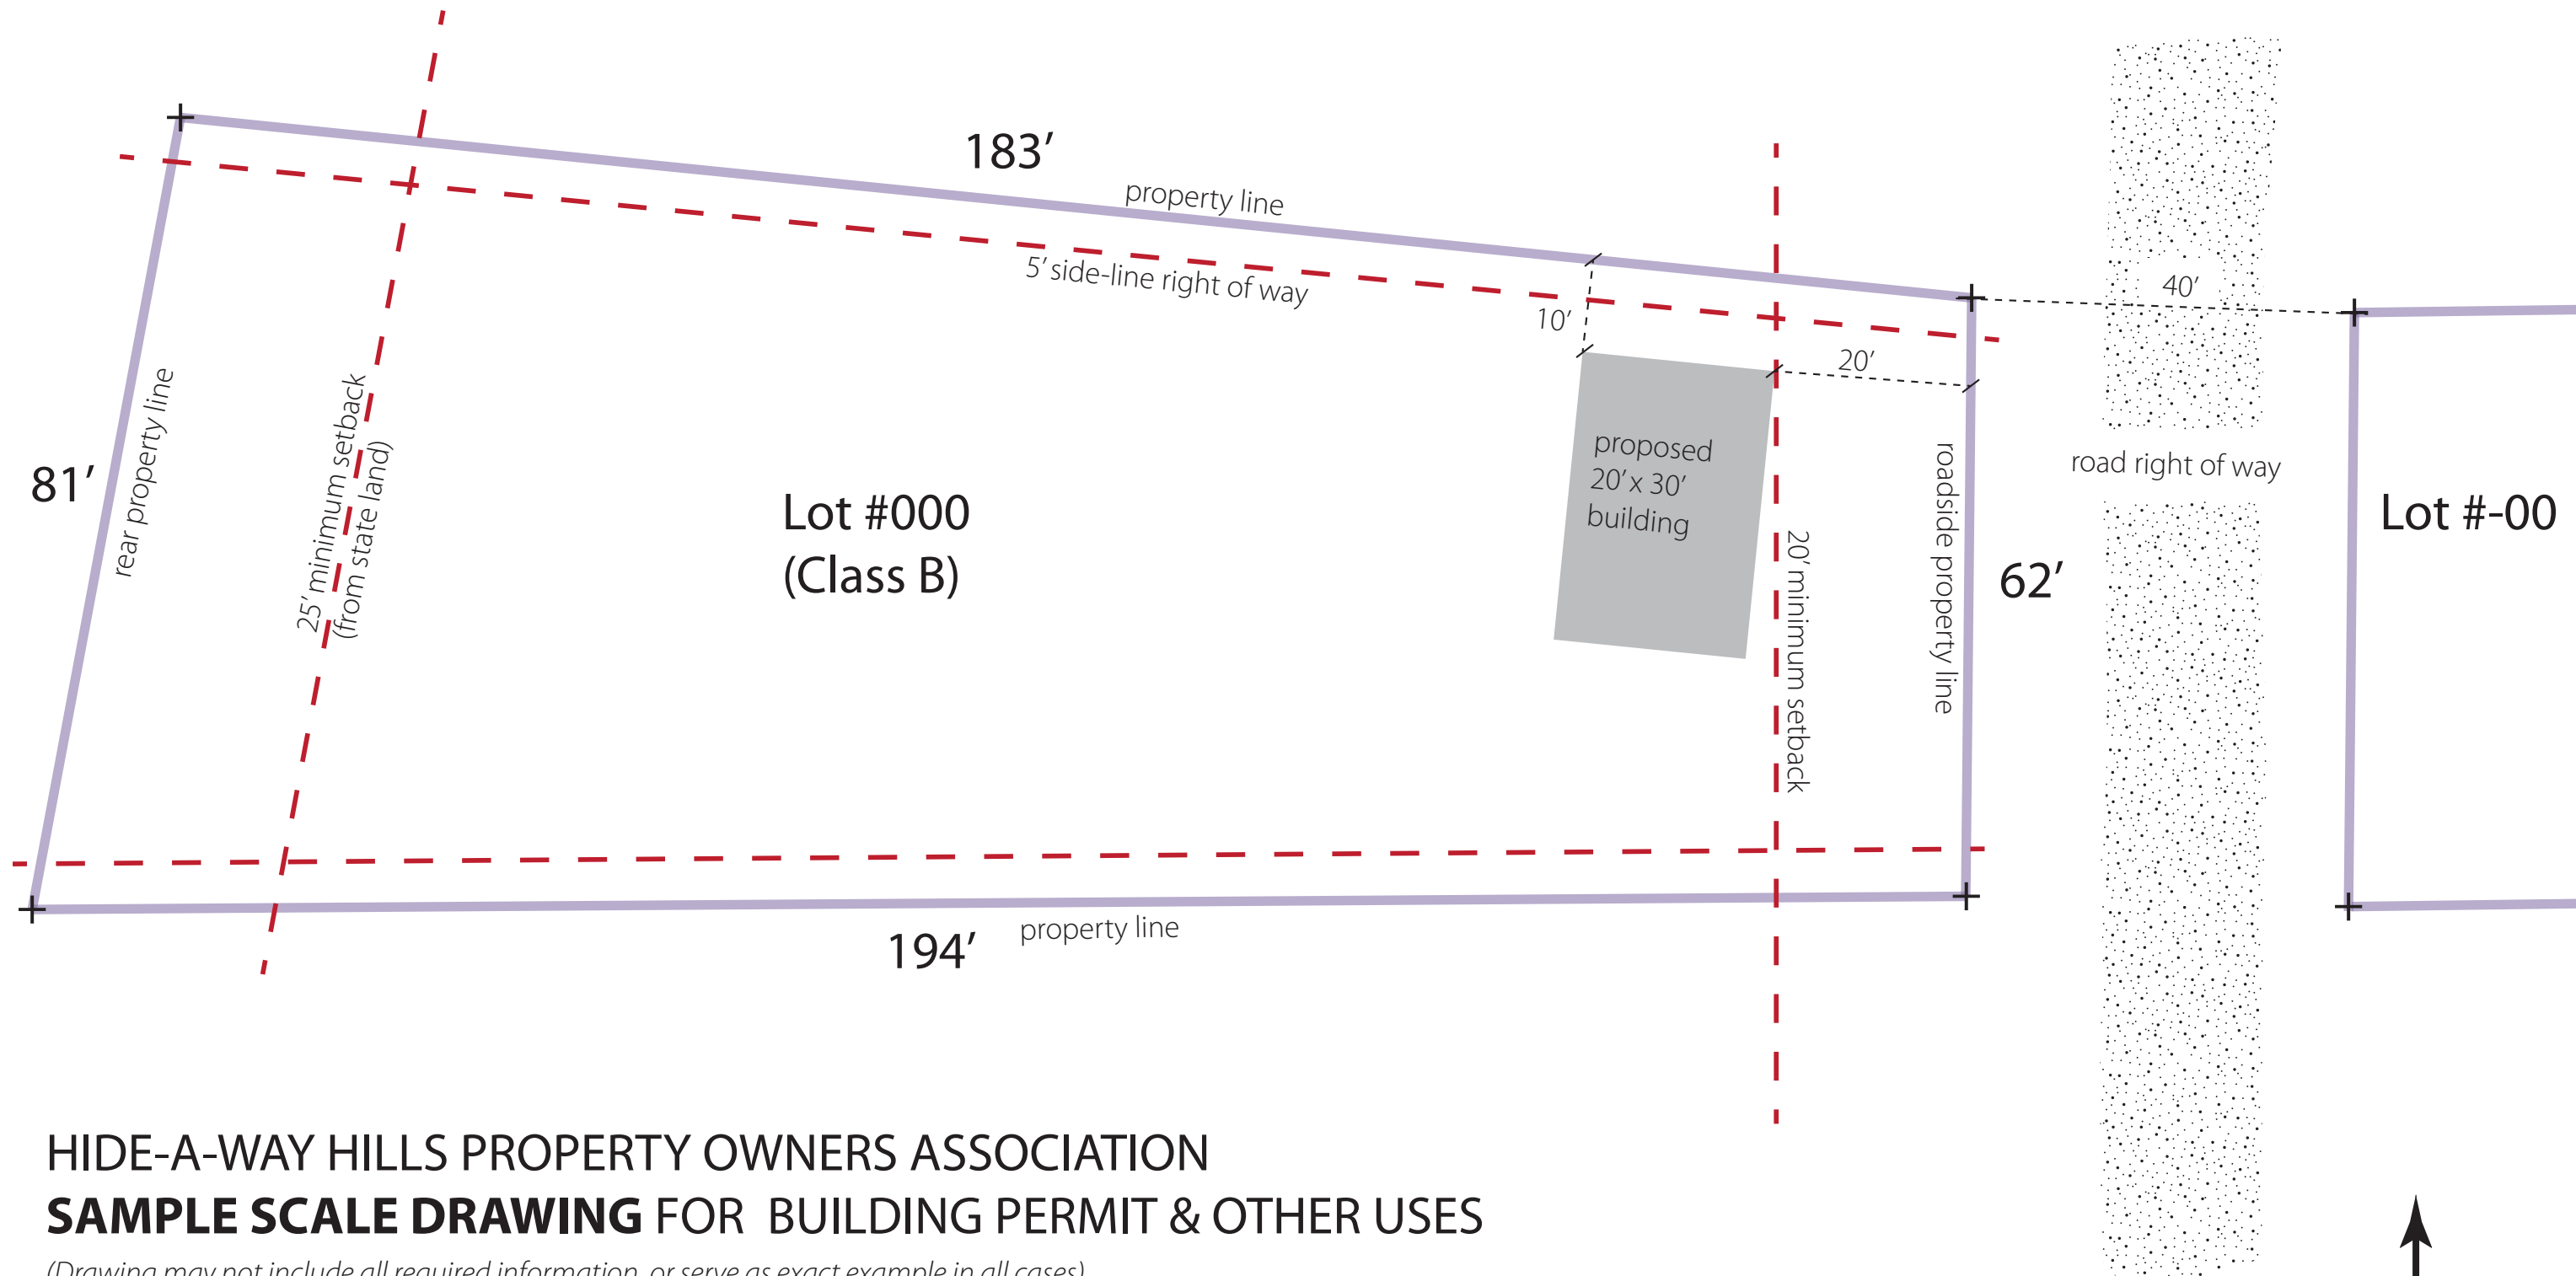 183′
property line
5′ side-line right of way
10′
20′
40′
rear property line
81′
25′ minimum setback
(from state land)
Lot #000
(Class B)
proposed
20′ x 30′
building
20′ minimum setback
roadside property line
62′
road right of way
Lot #-00
194′
property line
HIDE-A-WAY HILLS PROPERTY OWNERS ASSOCIATION
SAMPLE SCALE DRAWING FOR BUILDING PERMIT & OTHER USES
(Drawing may not include all required information, or serve as exact example in all cases)